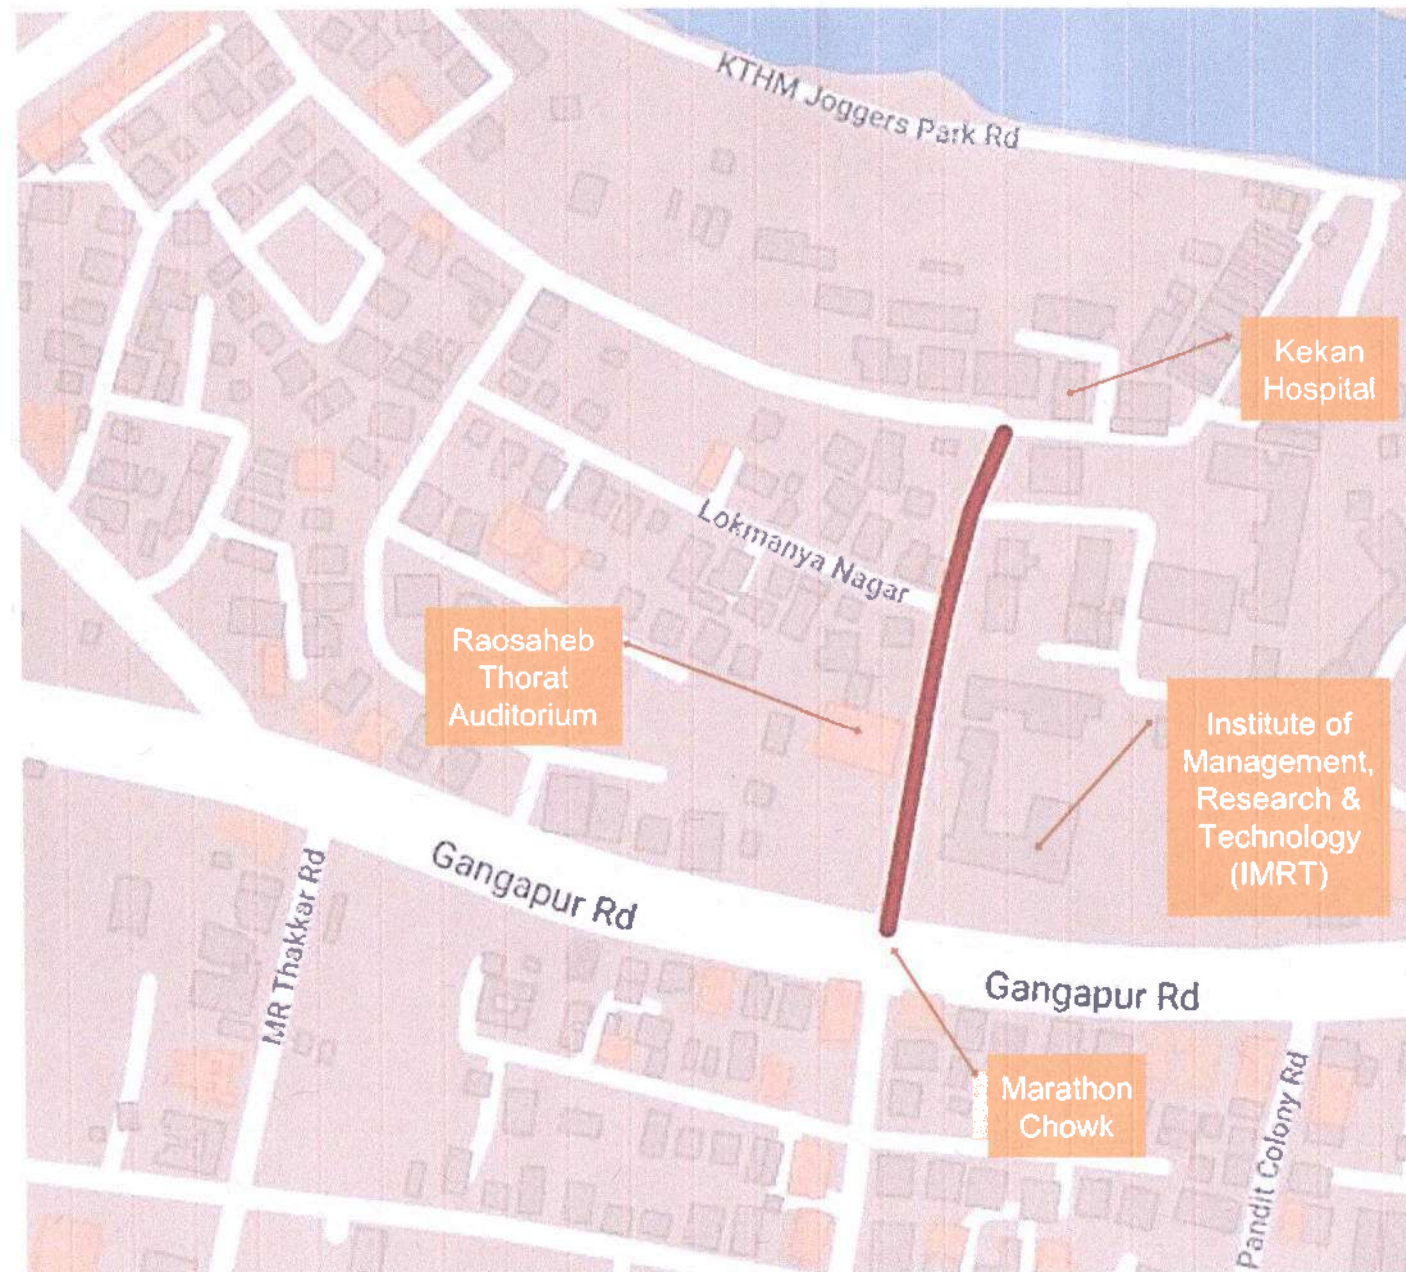 KTHM Joggers Park Rd
Kekan
Hospital
Lokmanya Nagar
Raosaheb
Thorat
Auditorium
Institute of
Management,
Research &
Technology
(IMRT)
Gangapur Rd
MR Thakkar Rd
Gangapur Rd
Marathon
Chowk
Pandit Colony Rd